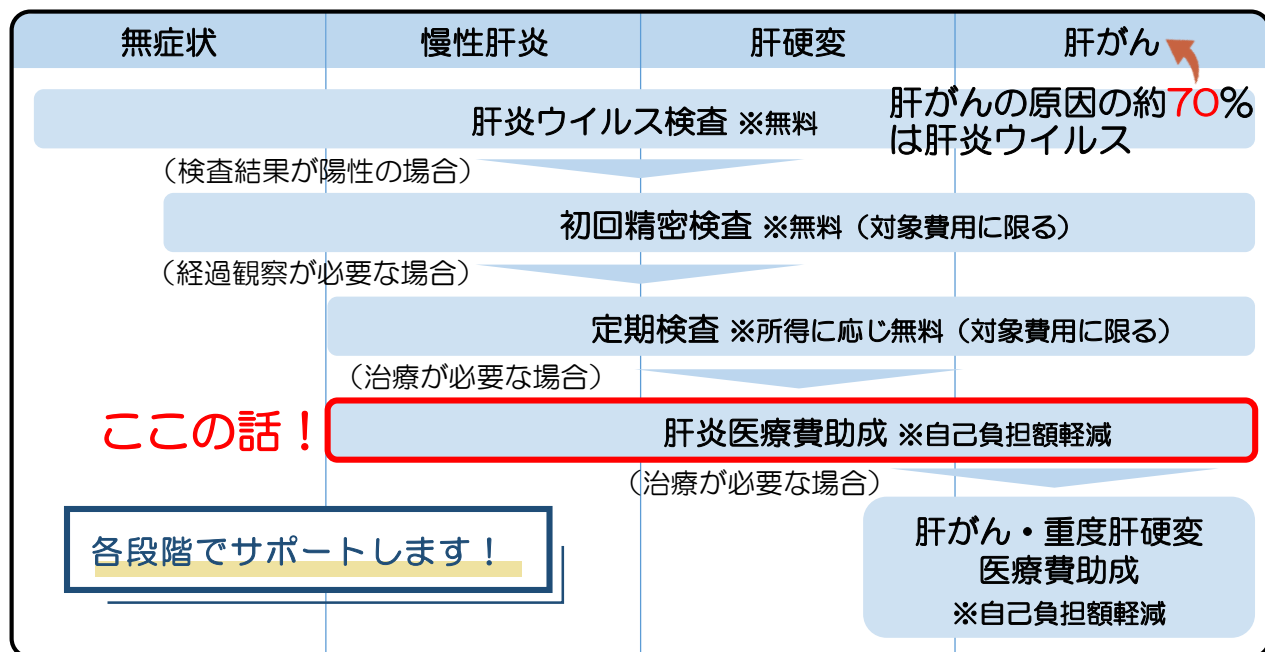 無症状
慢性肝炎
肝硬変
肝がん
肝がんの原因の約70%
は肝炎ウイルス
肝炎ウイルス検査 ※無料
（検査結果が陽性の場合）
初回精密検査 ※無料（対象費用に限る）
（経過観察が必要な場合）
定期検査 ※所得に応じ無料（対象費用に限る）
（治療が必要な場合）
ここの話！
肝炎医療費助成 ※自己負担額軽減
（治療が必要な場合）
各段階でサポートします！
肝がん・重度肝硬変
医療費助成
※自己負担額軽減